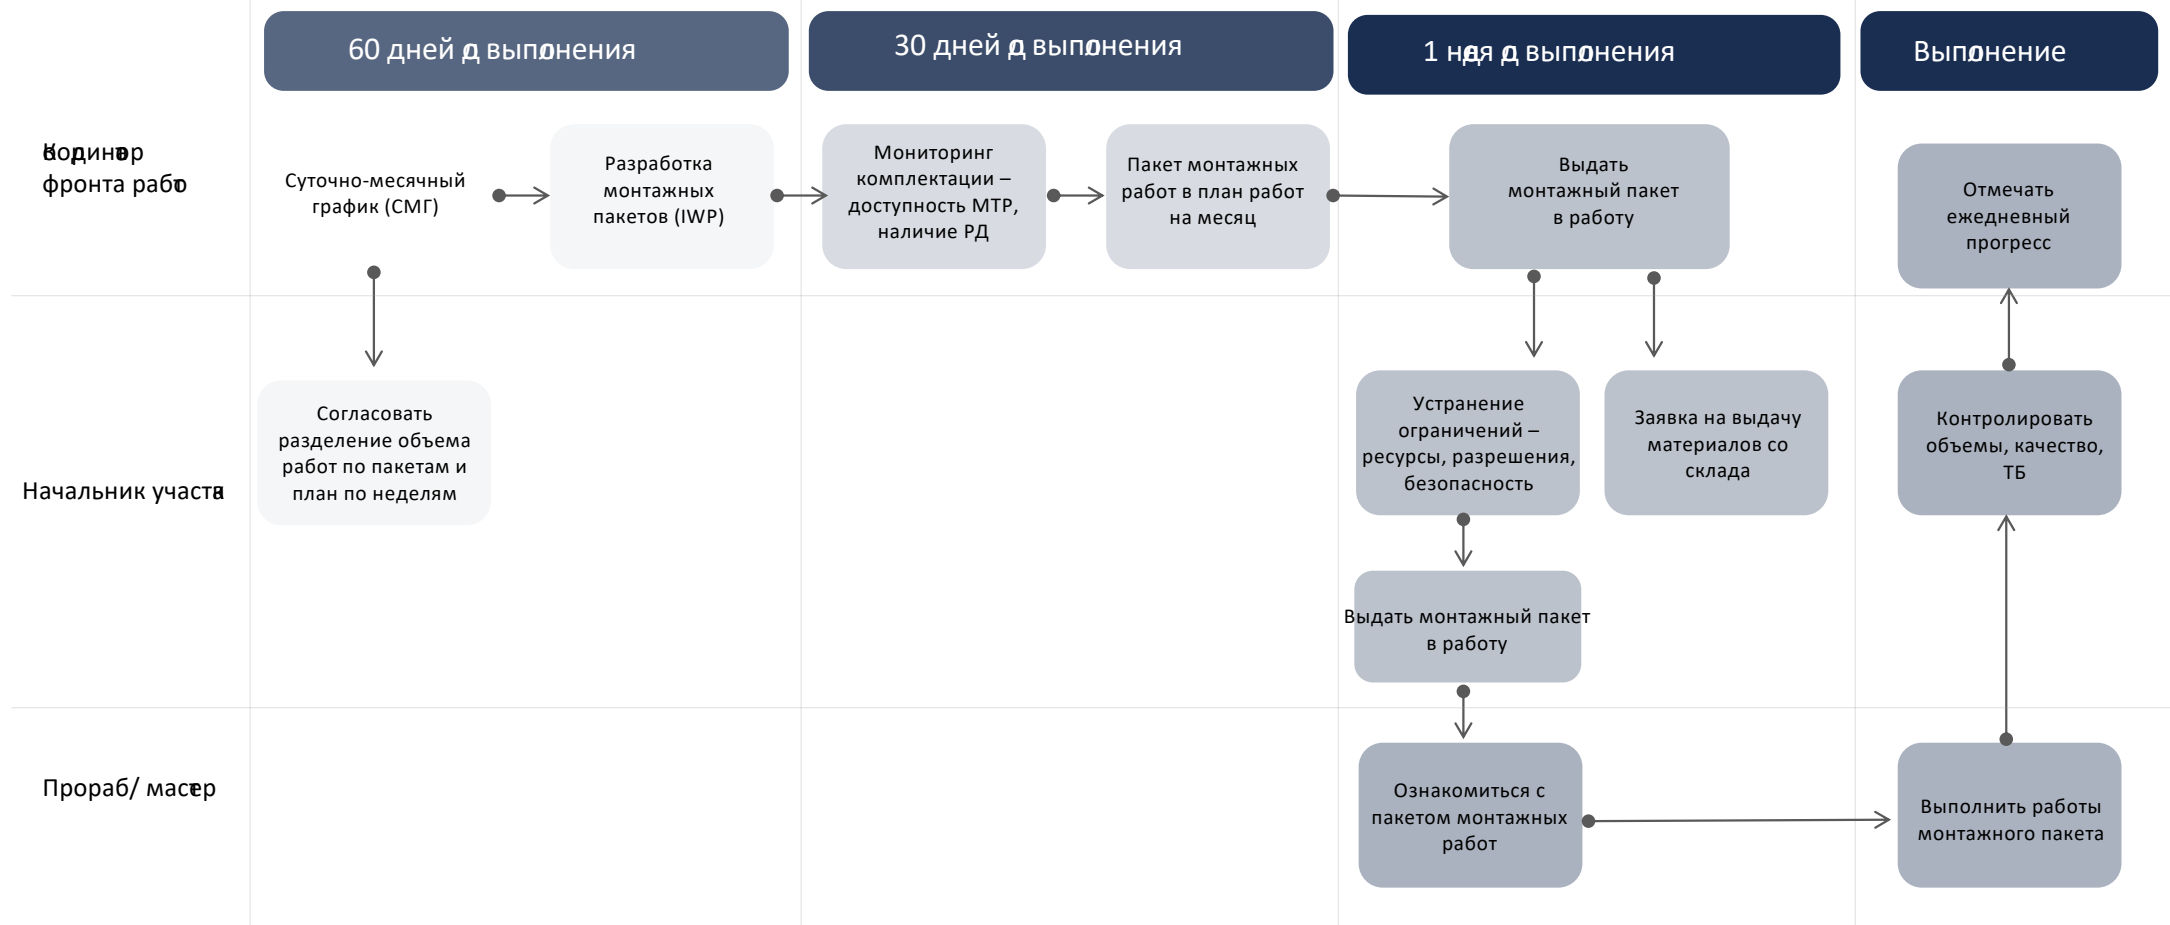 60 дней до выполнения
30 дней до выполнения
1 неделя до выполнения
Выполнение
Координатор
фронта работ
Суточно-месячный
график (СМГ)
Разработка
монтажных
пакетов (IWP)
Мониторинг
комплектации –
доступность МТР,
наличие РД
Пакет монтажных
работ в план работ
на месяц
Выдать
монтажный пакет
в работу
Отмечать
ежедневный
прогресс
Начальник участка
Согласовать
разделение объема
работ по пакетам и
план по неделям
Устранение
ограничений –
ресурсы, разрешения,
безопасность
Заявка на выдачу
материалов со
склада
Контролировать
объемы, качество,
ТБ
Выдать монтажный пакет
в работу
Прораб/ мастер
Ознакомиться с
пакетом монтажных
работ
Выполнить работы
монтажного пакета